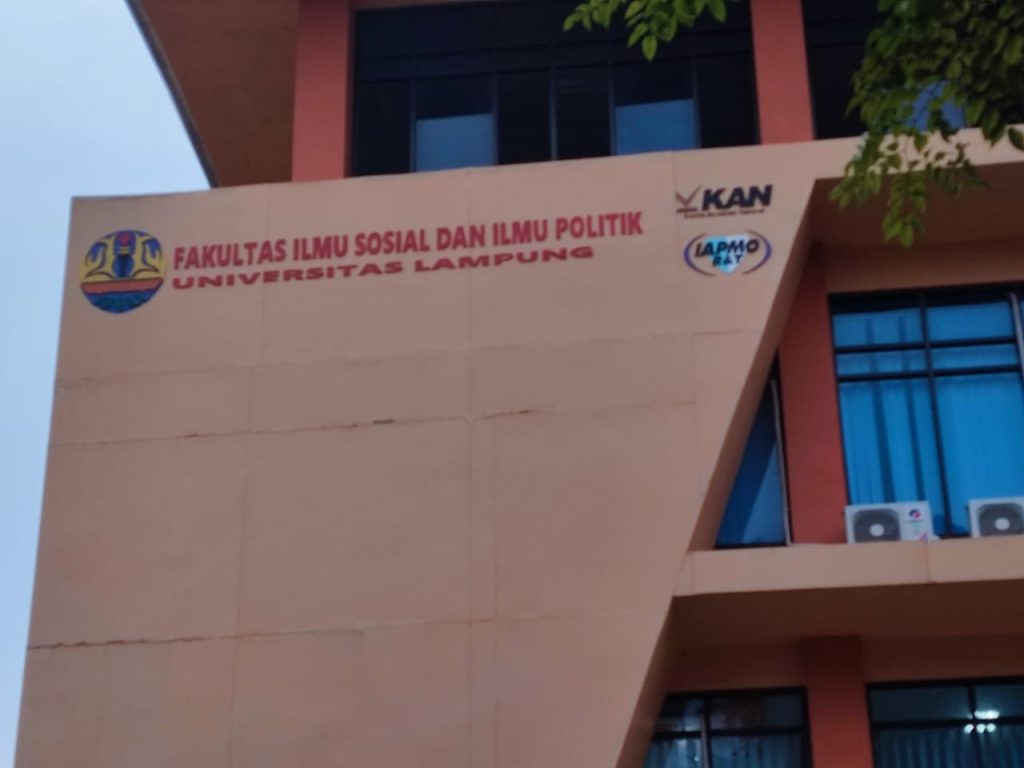 FAKULTAS ILMU SOSIAL DAN ILMU POLITIK
UNIVERSITAS LAMPUNG
KAN
IAPMO
R&T